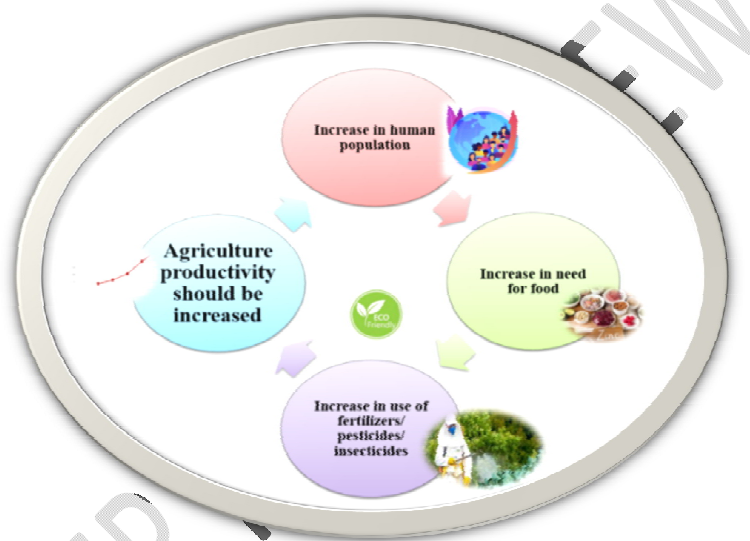 Increase in human
population
Increase in need
for food
Increase in use of
fertilizers/
pesticides/
insecticides
Agriculture
productivity
should be
increased
ECO
Friendly